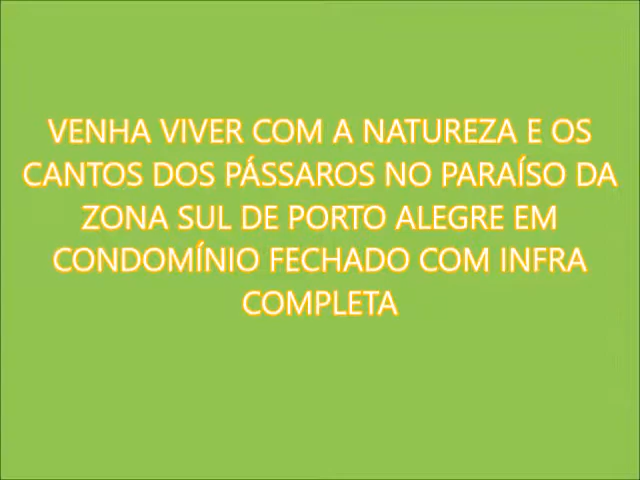 VENHA VIVER COM A NATUREZA E OS
CANTOS DOS PÁSSAROS NO PARAÍSO DA
ZONA SUL DE PORTO ALEGRE EM
CONDOMÍNIO FECHADO COM INFRA
COMPLETA